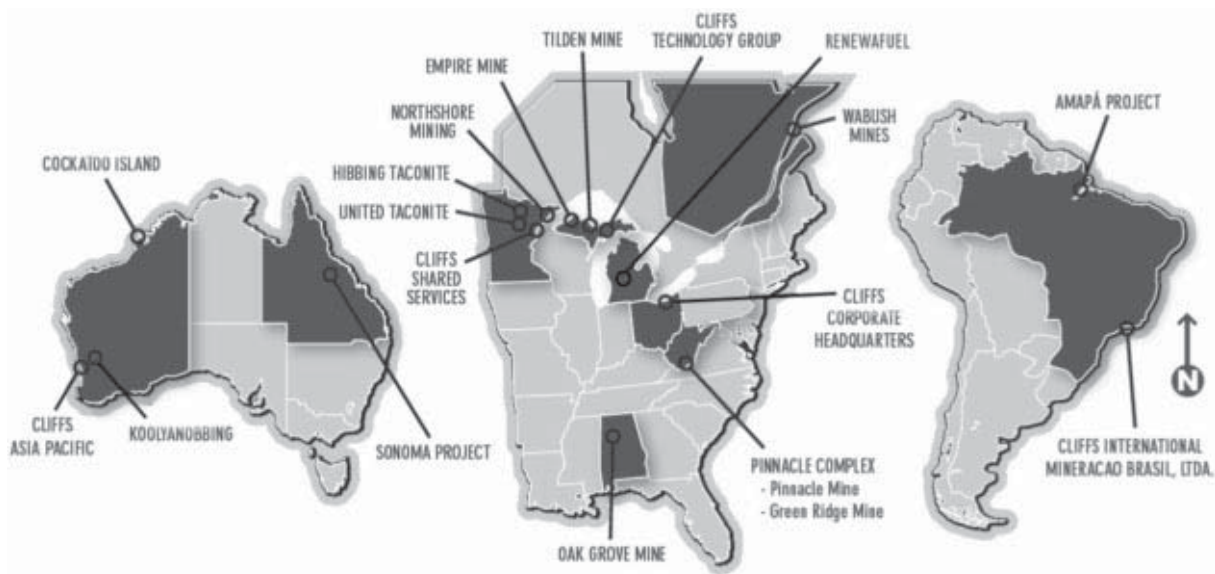 COCKATOO ISLAND
CLIFFS
ASIA PACIFIC
KOOLYANOBBING
SONOMA PROJECT
CLIFFS
TECHNOLOGY GROUP
TILDEN MINE
EMPIRE MINE
NORTHSHORE
MINING
HIBBING TACONITE
UNITED TACONITE
CLIFFS
SHARED
SERVICES
RENEWAFUEL
WABUSH
MINES
CLIFFS
CORPORATE
HEADQUARTERS
PINNACLE COMPLEX
- Pinnacle Mine
- Green Ridge Mine
OAK GROVE MINE
AMAPÁ PROJECT
N
CLIFFS INTERNATIONAL
MINERACAO BRASIL, LTDA.